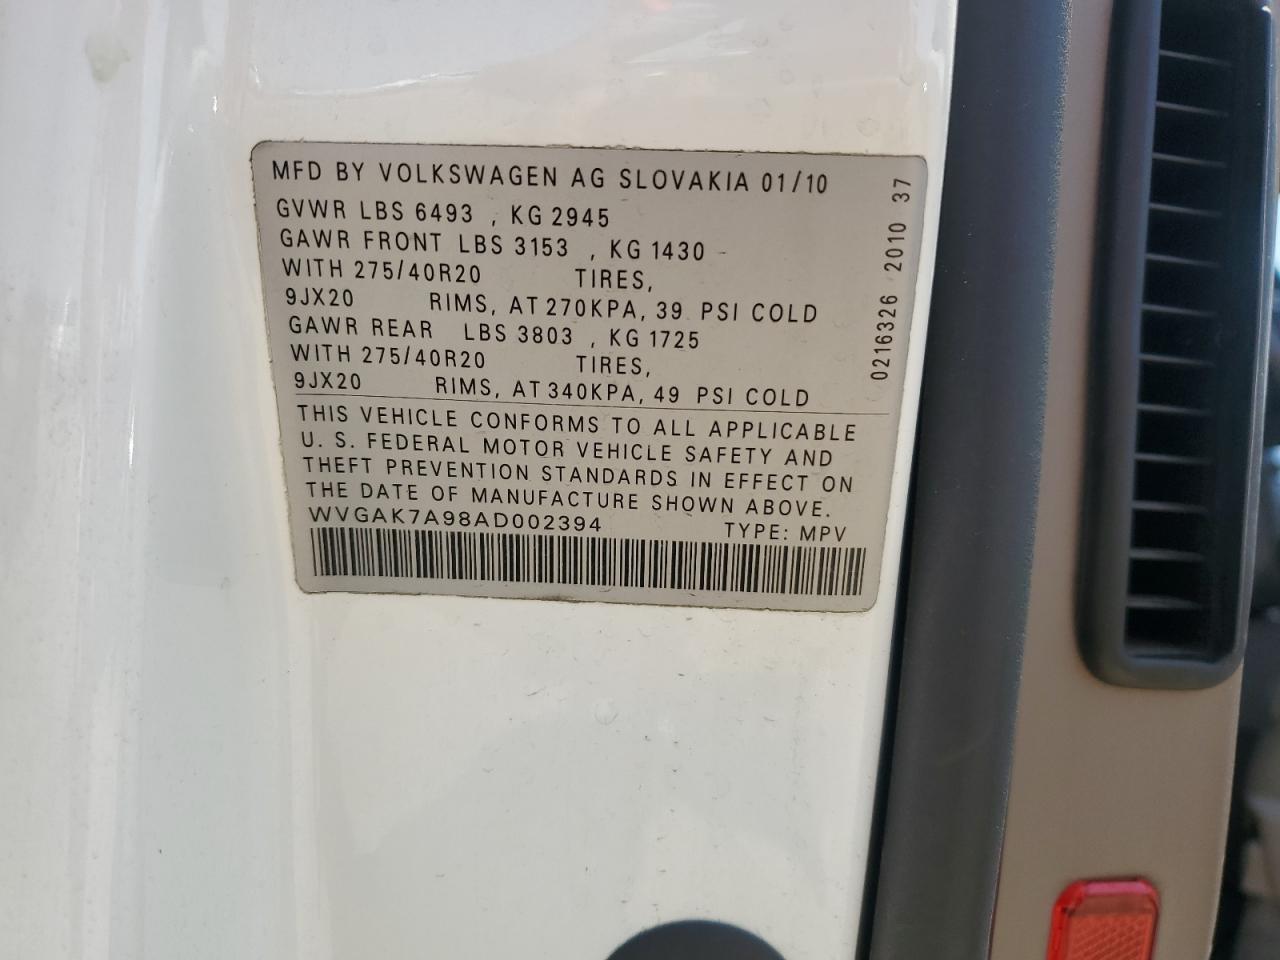 MFD BY VOLKSWAGEN AG SLOVAKIA 01/10
GVWR LBS 6493 , KG 2945
GAWR FRONT LBS 3153 , KG 1430
WITH 275/40R20 TIRES,
9JX20 RIMS, AT 270KPA, 39 PSI COLD
GAWR REAR LBS 3803 , KG 1725
WITH 275/40R20 TIRES,
9JX20 RIMS, AT 340KPA, 49 PSI COLD
THIS VEHICLE CONFORMS TO ALL APPLICABLE
U. S. FEDERAL MOTOR VEHICLE SAFETY AND
THEFT PREVENTION STANDARDS IN EFFECT ON
THE DATE OF MANUFACTURE SHOWN ABOVE.
WVGAK7A98AD002394 TYPE: MPV
0216326 2010 37